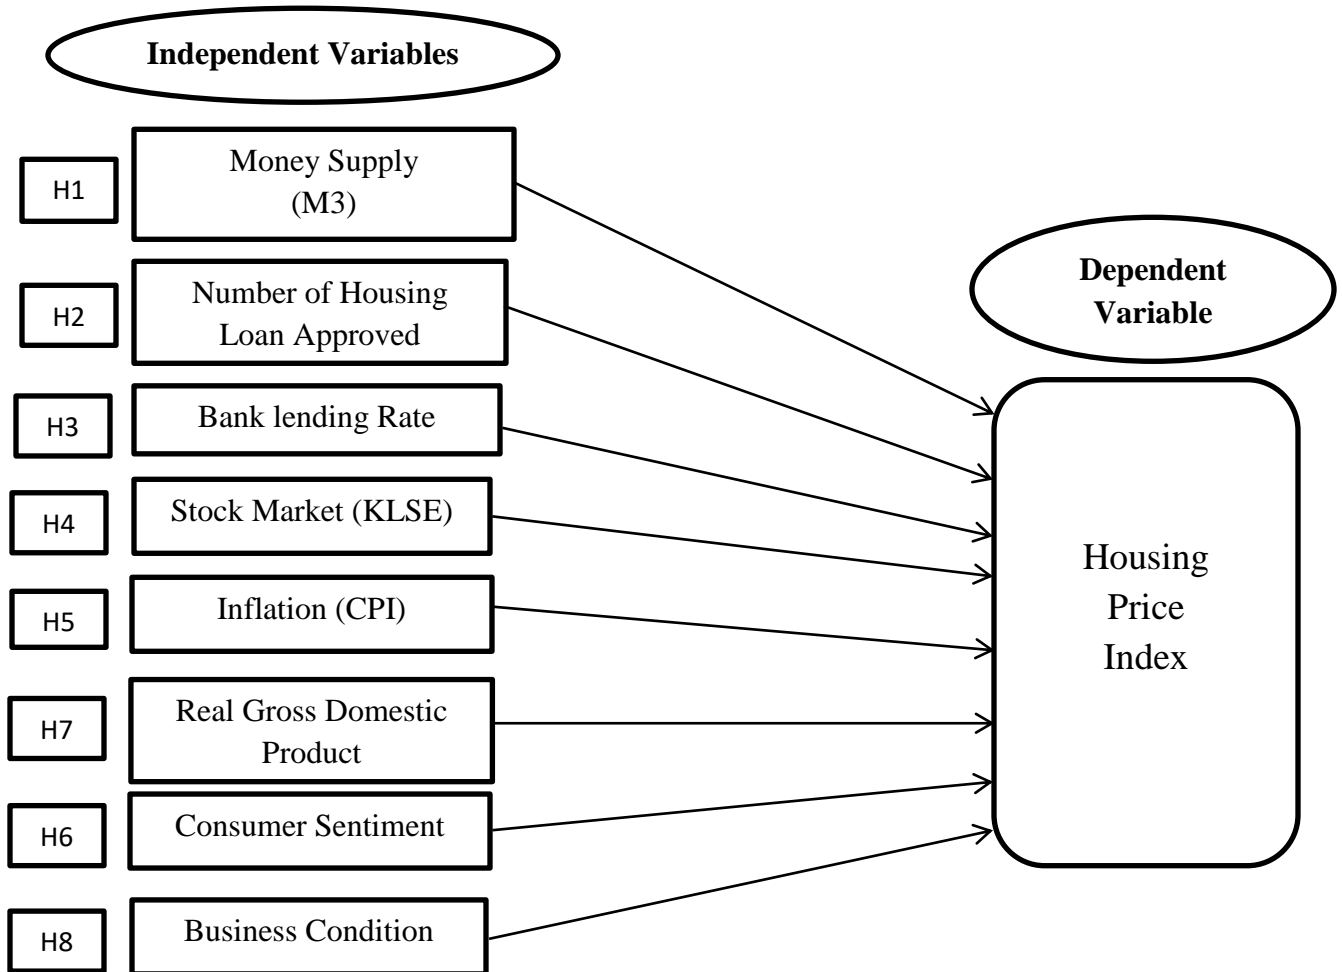 Independent Variables
H1
Money Supply
(M3)
H2
Number of Housing
Loan Approved
H3
Bank lending Rate
H4
Stock Market (KLSE)
H5
Inflation (CPI)
H7
Real Gross Domestic
Product
H6
Consumer Sentiment
H8
Business Condition
Dependent
Variable
Housing
Price
Index